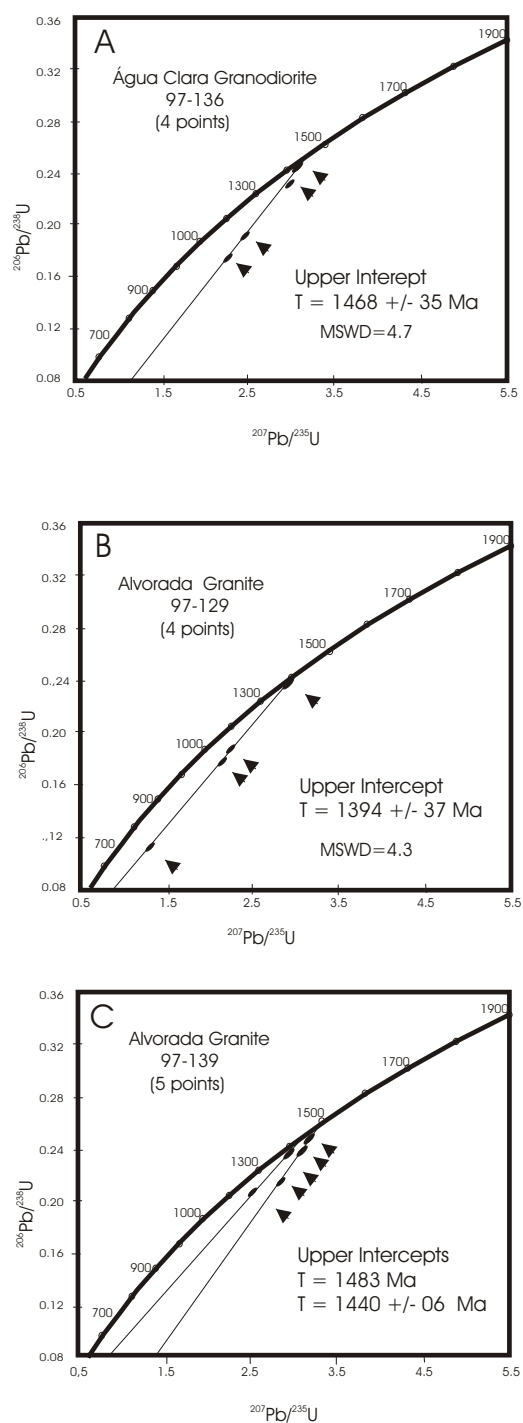 A
Água Clara Granodiorite
97-136
(4 points)
0.36
0.32
0.28
0.24
0.20
0.16
0.12
0.08
206Pb/238U
1900
1700
1500
1300
1000
900
700
Upper Interept
T = 1468 +/- 35 Ma
MSWD=4.7
0.5 1.5 2.5 3.5 4.5 5.5
207Pb/235U
B
Alvorada Granite
97-129
(4 points)
0.36
0.32
0.28
0.,24
0.20
0.16
.,12
0.08
206Pb/238U
1900
1700
1500
1300
1000
900
700
Upper Intercept
T = 1394 +/- 37 Ma
MSWD=4.3
0.5 1.5 2.5 3.5 4.5 5.5
207Pb/235U
C
Alvorada Granite
97-139
(5 points)
0.36
0.32
0.28
0.24
0.20
0.16
0.12
0.08
206Pb/238U
1900
1700
1500
1300
1000
900
700
Upper Intercepts
T = 1483 Ma
T = 1440 +/- 06 Ma
0.5 1.5 2.5 3.5 4.5 5.5
207Pb/235U